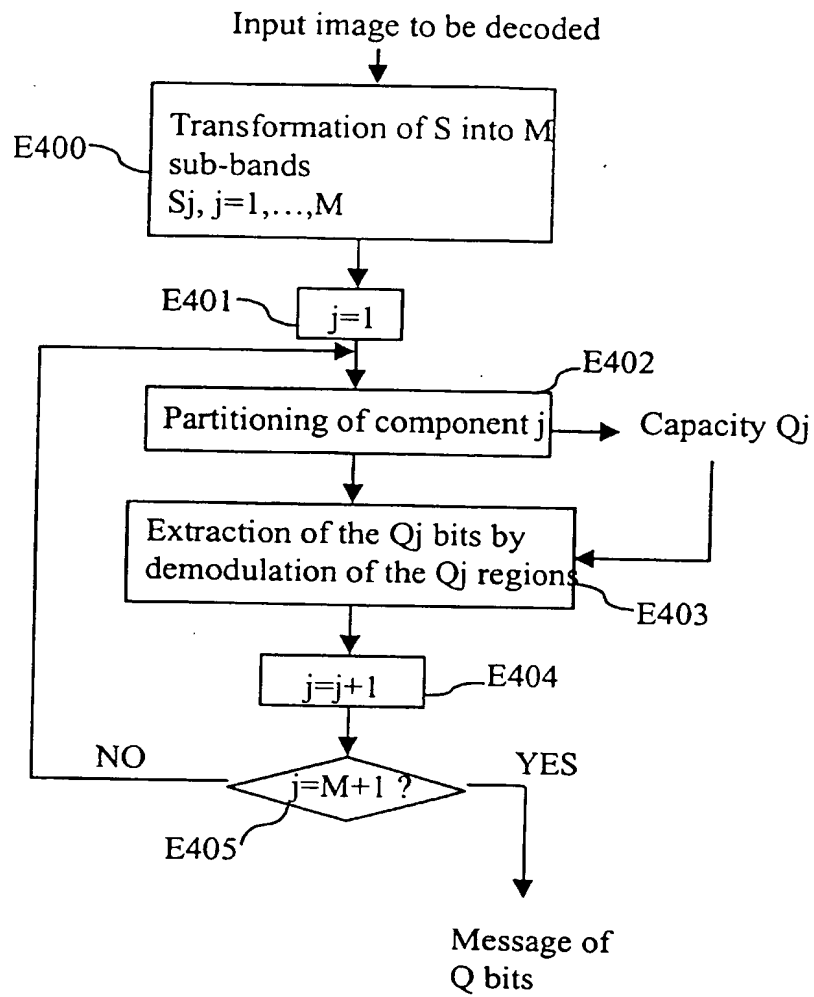 Input image to be decoded
E400
Transformation of S into M
sub-bands
Sj, j=1,...,M
E401
j=1
E402
Partitioning of component j
Capacity Qj
Extraction of the Qj bits by
demodulation of the Qj regions
E403
j=j+1
E404
NO
YES
j=M+1 ?
E405
Message of
Q bits